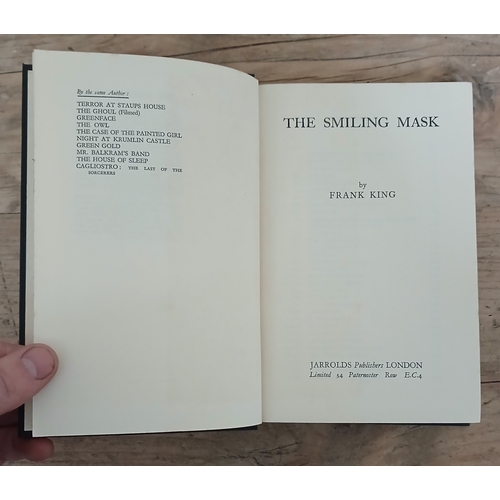 By the same Author:
TERROR AT STAUPS HOUSE
THE GHOUL (Filmed)
GREENFACE
THE OWL
THE CASE OF THE PAINTED GIRL
NIGHT AT KRUMLIN CASTLE
GREEN GOLD
MR. BALKRAM'S BAND
THE HOUSE OF SLEEP
CAGLIOSTRO: THE LAST OF THE
SORCERERS
THE SMILING MASK
by
FRANK KING
JARROLDS Publishers LONDON
Limited 34 Paternoster Row E.C.4